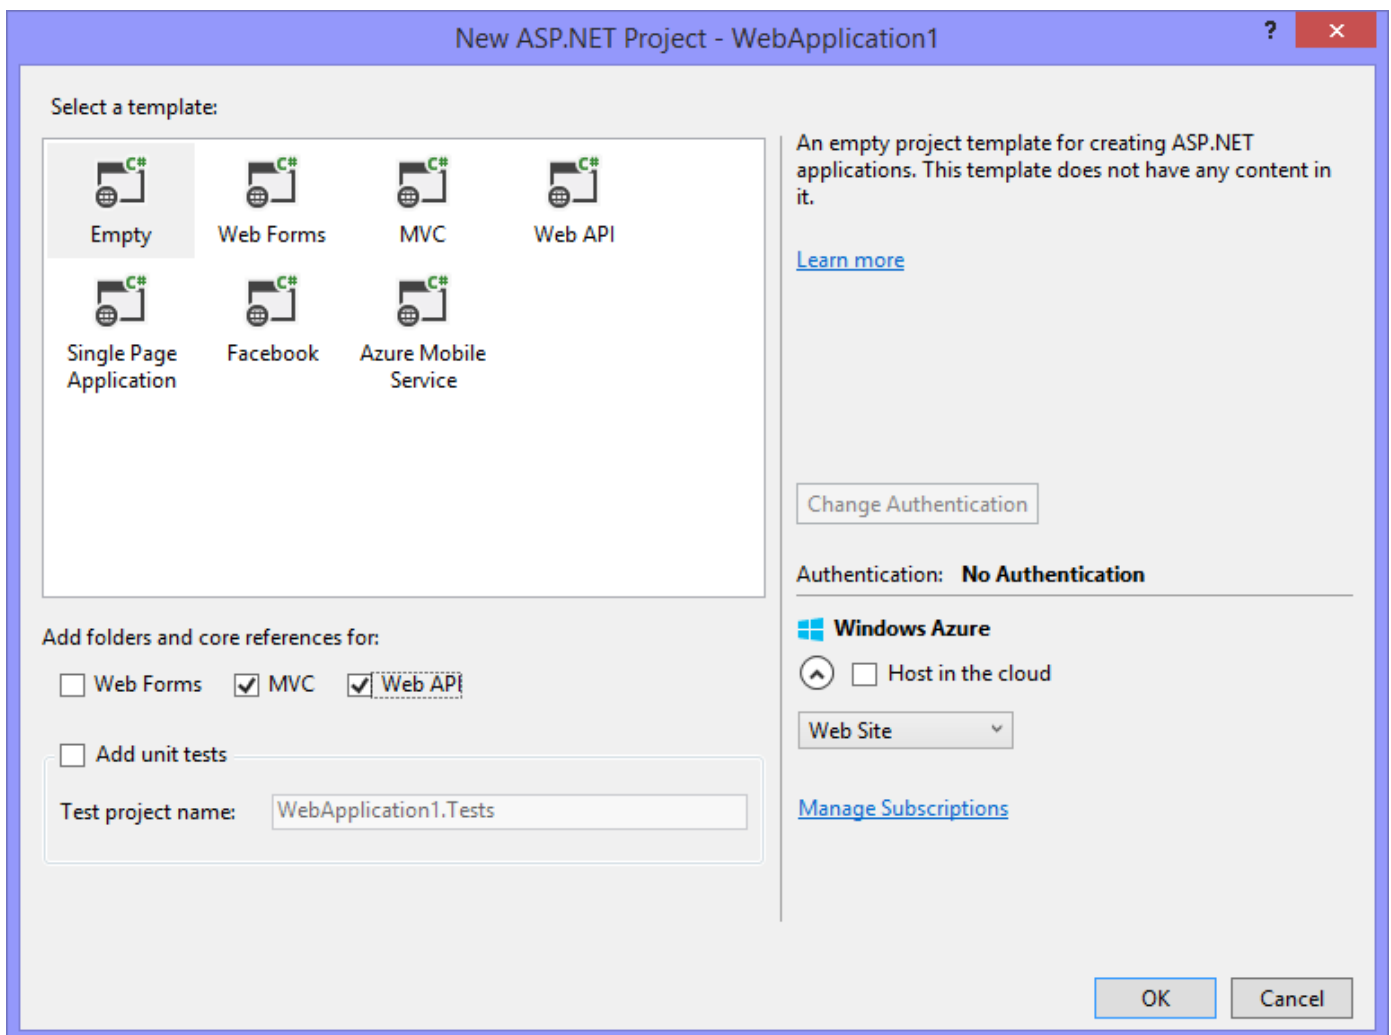 New ASP.NET Project - WebApplication1
?
Select a template:
C# C# C# C#
Empty Web Forms MVC Web API
C# C# C#
Single Page Facebook Azure Mobile
Application Service
An empty project template for creating ASP.NET
applications. This template does not have any content in
it.
Learn more
Change Authentication
Authentication: No Authentication
Add folders and core references for:
Web Forms MVC Web API
Add unit tests
Test project name: WebApplication1.Tests
Windows Azure
Host in the cloud
Web Site
Manage Subscriptions
OK Cancel